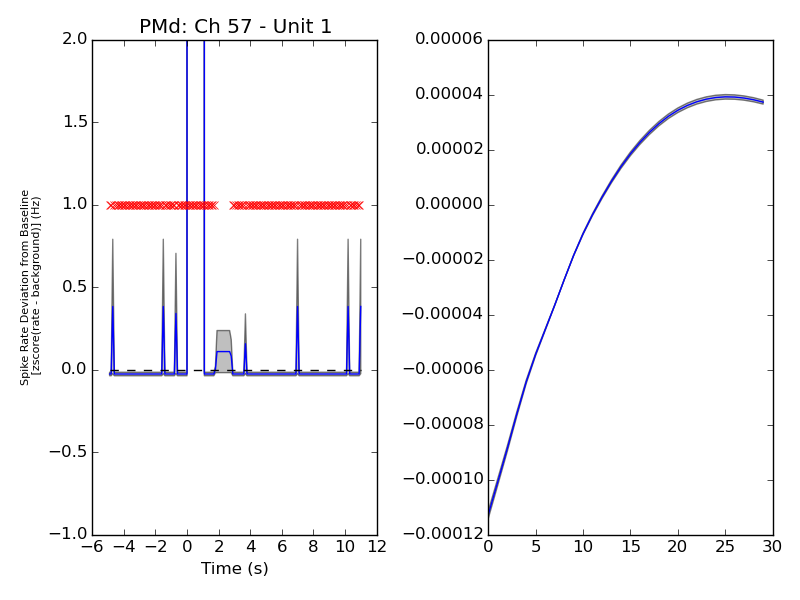 PMd: Ch 57 - Unit 1
Spike Rate Deviation from Baseline
[zscore(rate - background)] (Hz)
2.0
1.5
1.0
0.5
0.0
−0.5
−1.0
−6 −4 −2 0 2 4 6 8 10 12
Time (s)
0.00006
0.00004
0.00002
0.00000
−0.00002
−0.00004
−0.00006
−0.00008
−0.00010
−0.00012
0 5 10 15 20 25 30